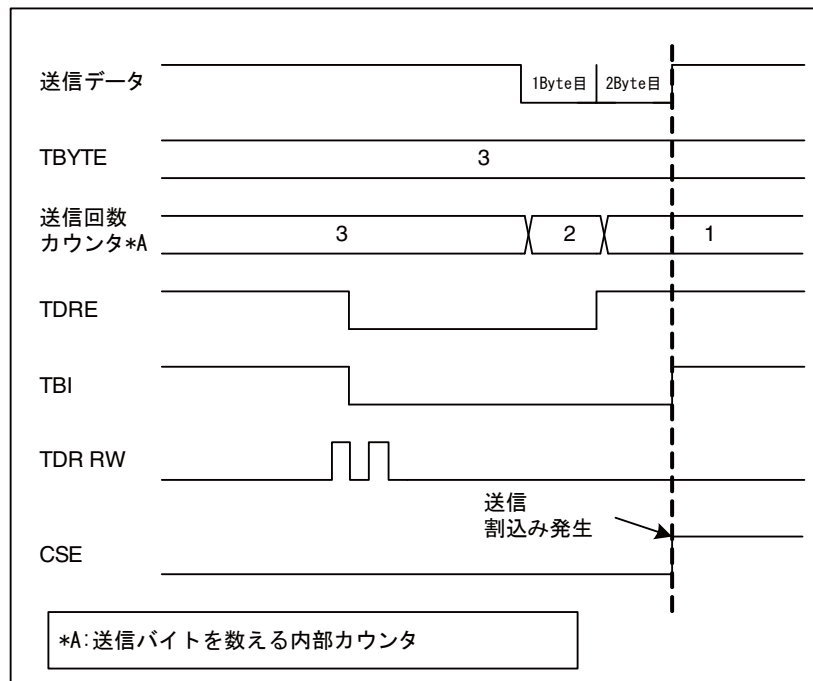 送信データ
1Byte目 2Byte目
TBYTE
3
送信回数
カウンタ*A
3 2 1
TDRE
TBI
TDR RW
送信
割込み発生
CSE
*A:送信バイトを数える内部カウンタ